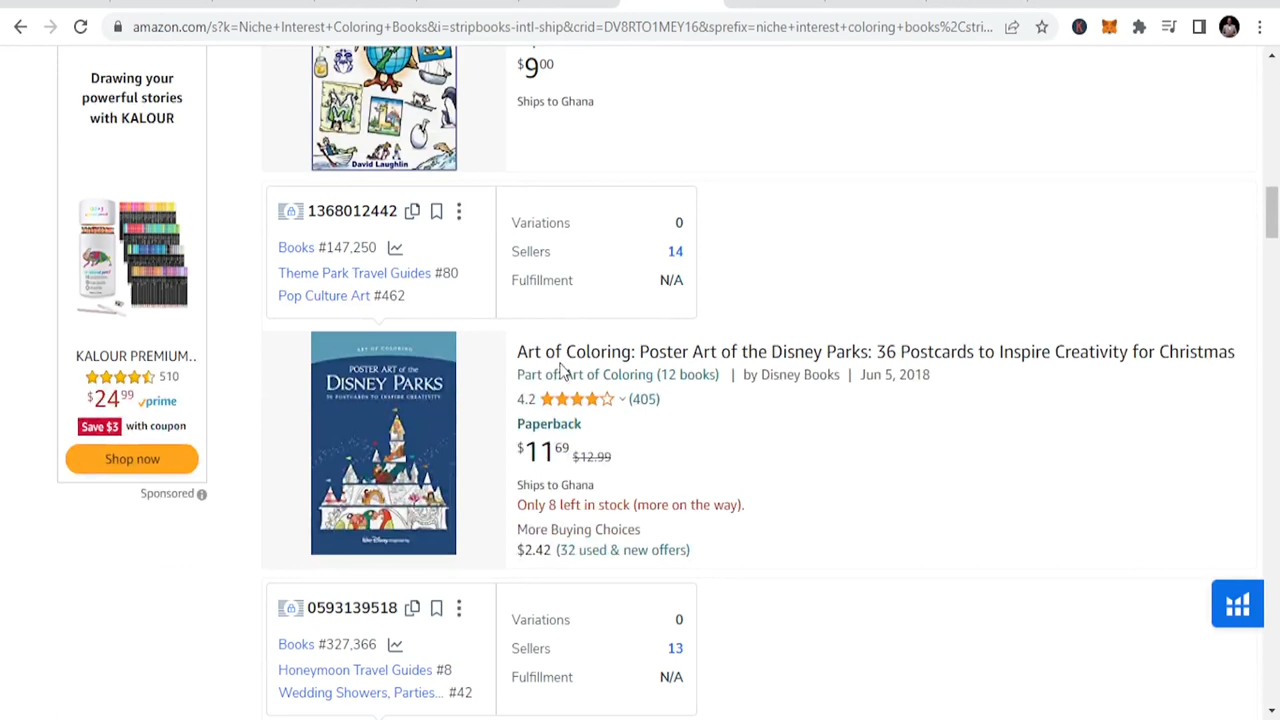 amazon.com/s?k=Niche+Interest+Coloring+Books&i=stripbooks-intl-ship&crid=DV8RTO1MEY16&sprefix=niche+interest+coloring+books%2Cstri...
Drawing your
powerful stories
with KALOUR
KALOUR PREMIUM..
510
$24.99 prime
Save $3 with coupon
Shop now
Sponsored
David Laughlin
$9.00
Ships to Ghana
1368012442
Books #147,250
Theme Park Travel Guides #80
Pop Culture Art #462
Variations 0
Sellers 14
Fulfillment N/A
ART OF COLORING
POSTER ART OF THE
DISNEY PARKS
36 POSTCARDS TO INSPIRE CREATIVITY
Art of Coloring: Poster Art of the Disney Parks: 36 Postcards to Inspire Creativity for Christmas
Part of: Art of Coloring (12 books) | by Disney Books | Jun 5, 2018
4.2 (405)
Paperback
$11.69 $12.99
Ships to Ghana
Only 8 left in stock (more on the way).
More Buying Choices
$2.42 (32 used & new offers)
0593139518
Books #327,366
Honeymoon Travel Guides #8
Wedding Showers, Parties... #42
Variations 0
Sellers 13
Fulfillment N/A